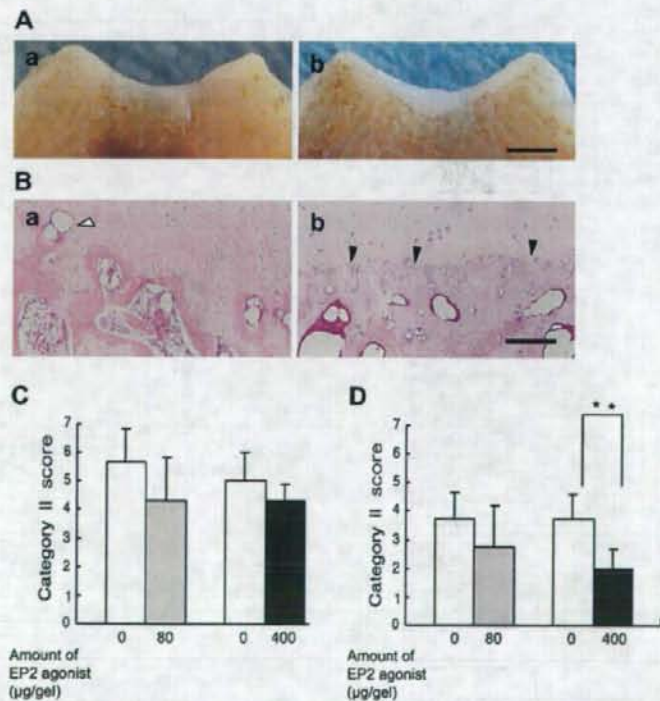 A
a
b
B
a
b
C
Category II score
7
6
5
4
3
2
1
0
0
80
0
400
Amount of
EP2 agonist
(μg/gel)
D
Category II score
7
6
5
4
3
2
1
0
**
0
80
0
400
Amount of
EP2 agonist
(μg/gel)